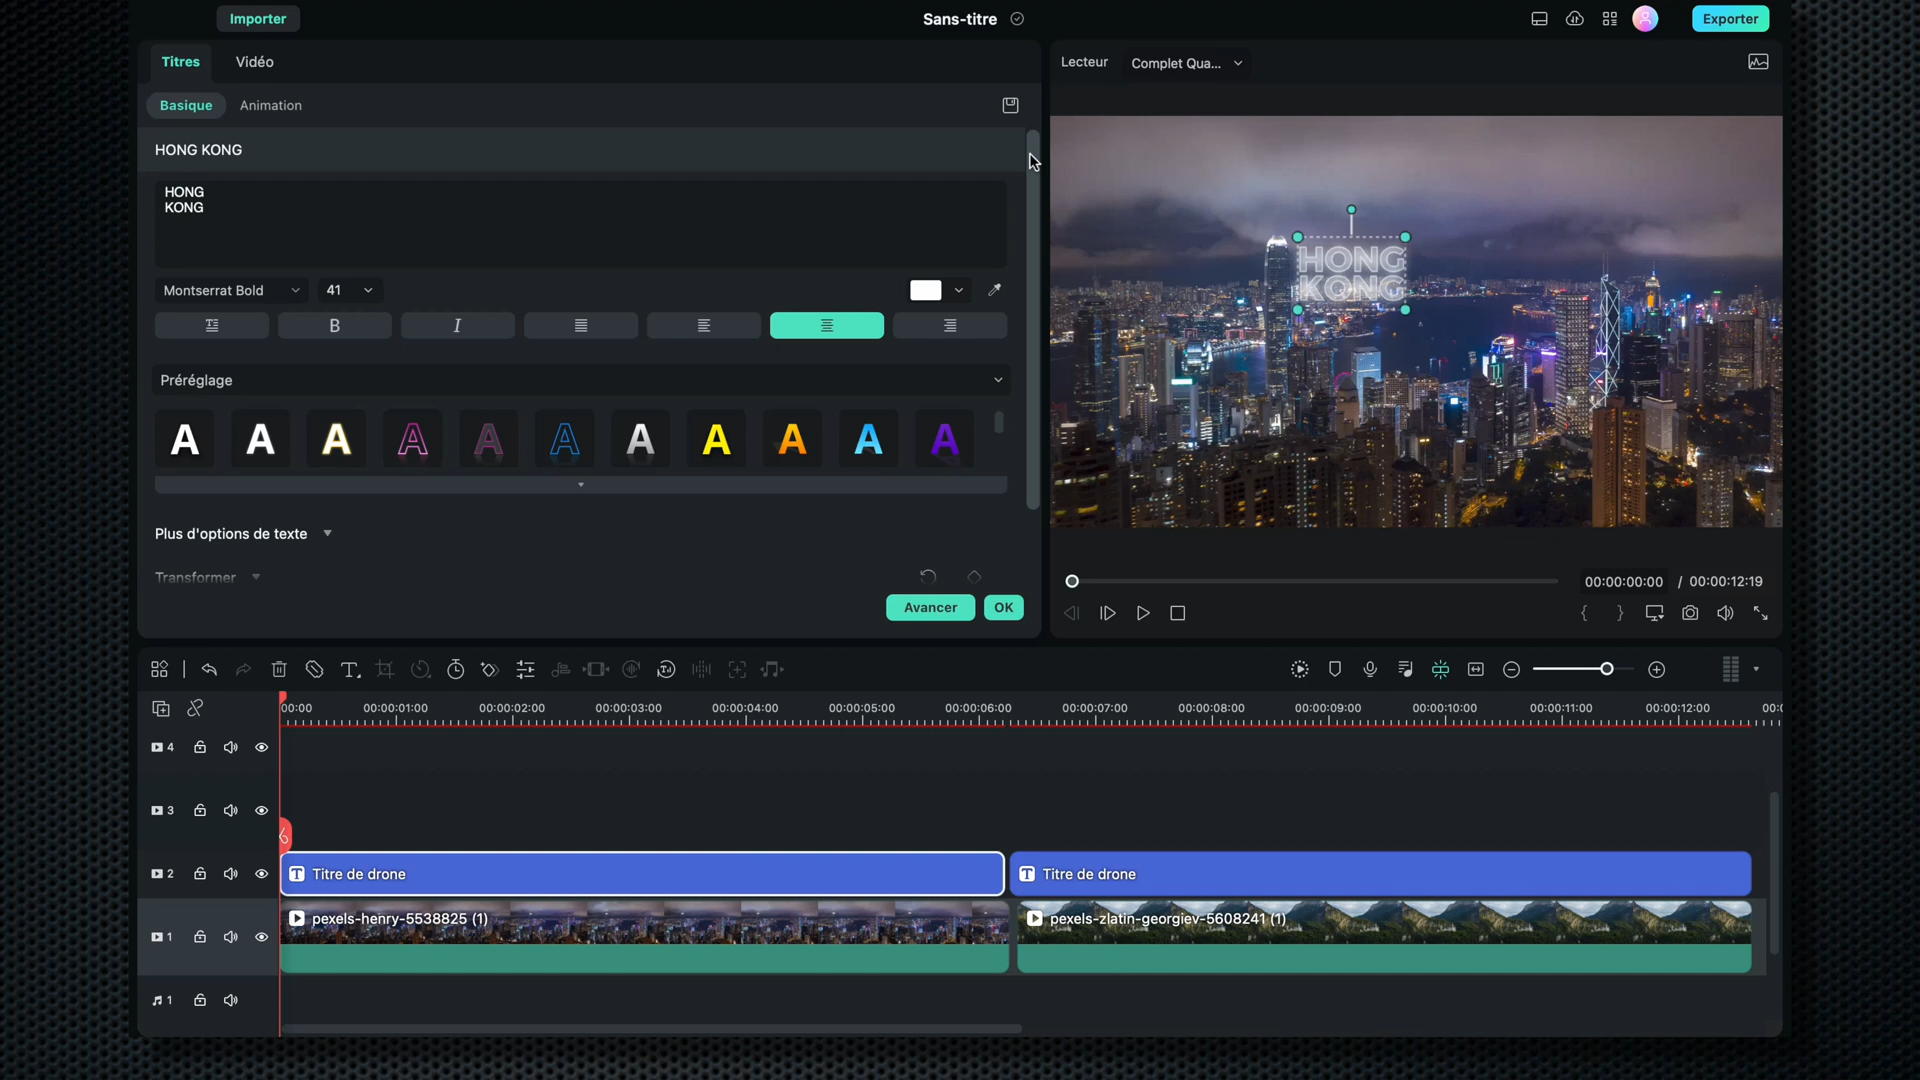 Importer
Sans-titre
Exporter
Titres
Vidéo
Lecteur
Complet Qua...
Basique
Animation
HONG KONG
HONG
KONG
Montserrat Bold
41
B
I
Préréglage
A A A A A A A A A A A
Plus d'options de texte
Transformer
Avancer
OK
HONG
KONG
00:00:00:00 / 00:00:12:19
{ }
00:00
00:00:01:00
00:00:02:00
00:00:03:00
00:00:04:00
00:00:05:00
00:00:06:00
00:00:07:00
00:00:08:00
00:00:09:00
00:00:10:00
00:00:11:00
00:00:12:00
00:0
4
3
2
T Titre de drone
T Titre de drone
1
pexels-henry-5538825 (1)
pexels-zlatin-georgiev-5608241 (1)
1